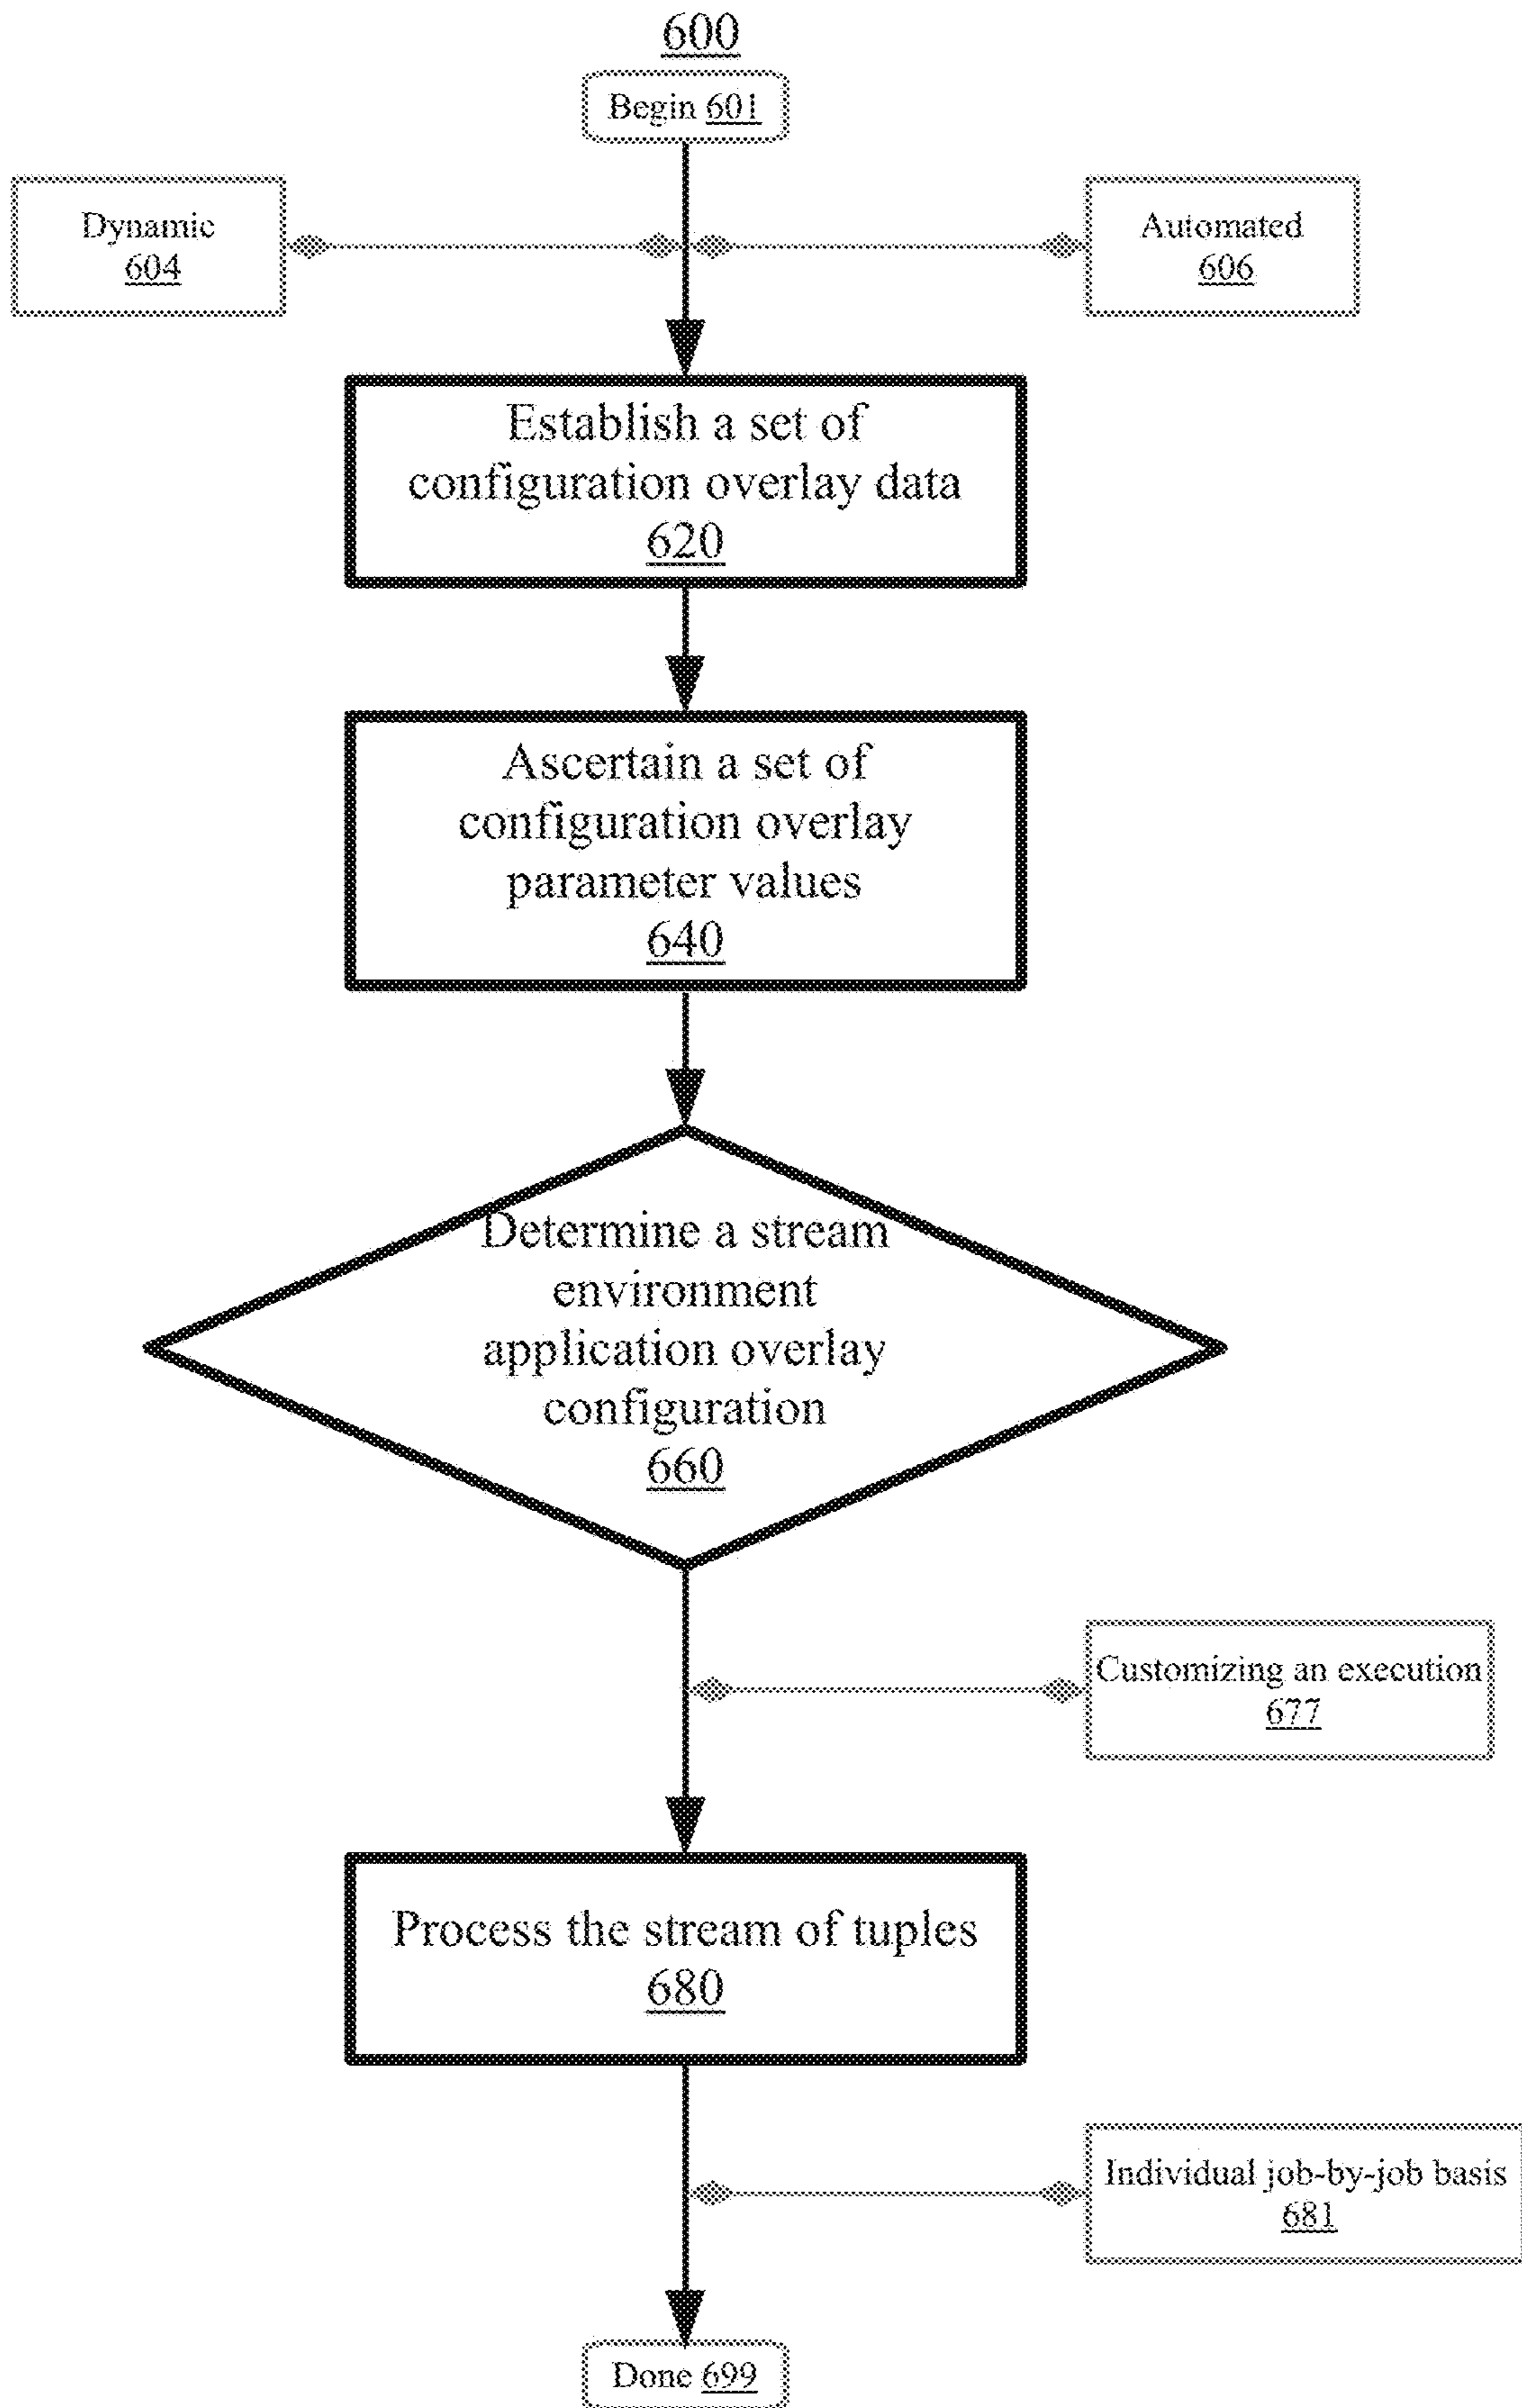 600
Begin 601
Dynamic
604
Automated
606
Establish a set of
configuration overlay data
620
Ascertain a set of
configuration overlay
parameter values
640
Determine a stream
environment
application overlay
configuration
660
Customizing an execution
677
Process the stream of tuples
680
Individual job-by-job basis
681
Done 699